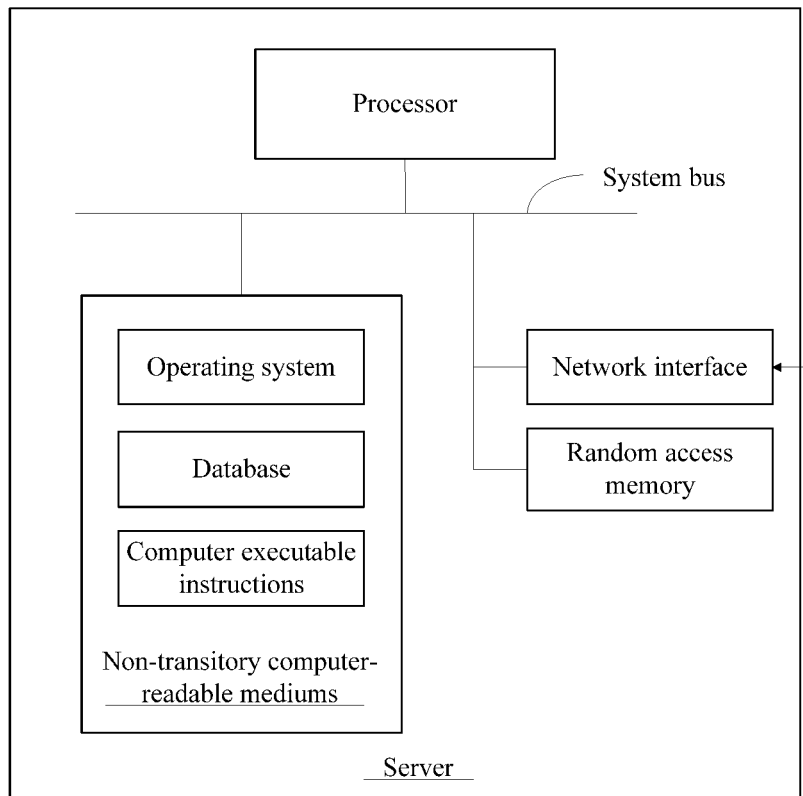 Processor
System bus
Operating system
Network interface
Database
Random access
memory
Computer executable
instructions
Non-transitory computer-
readable mediums
Server